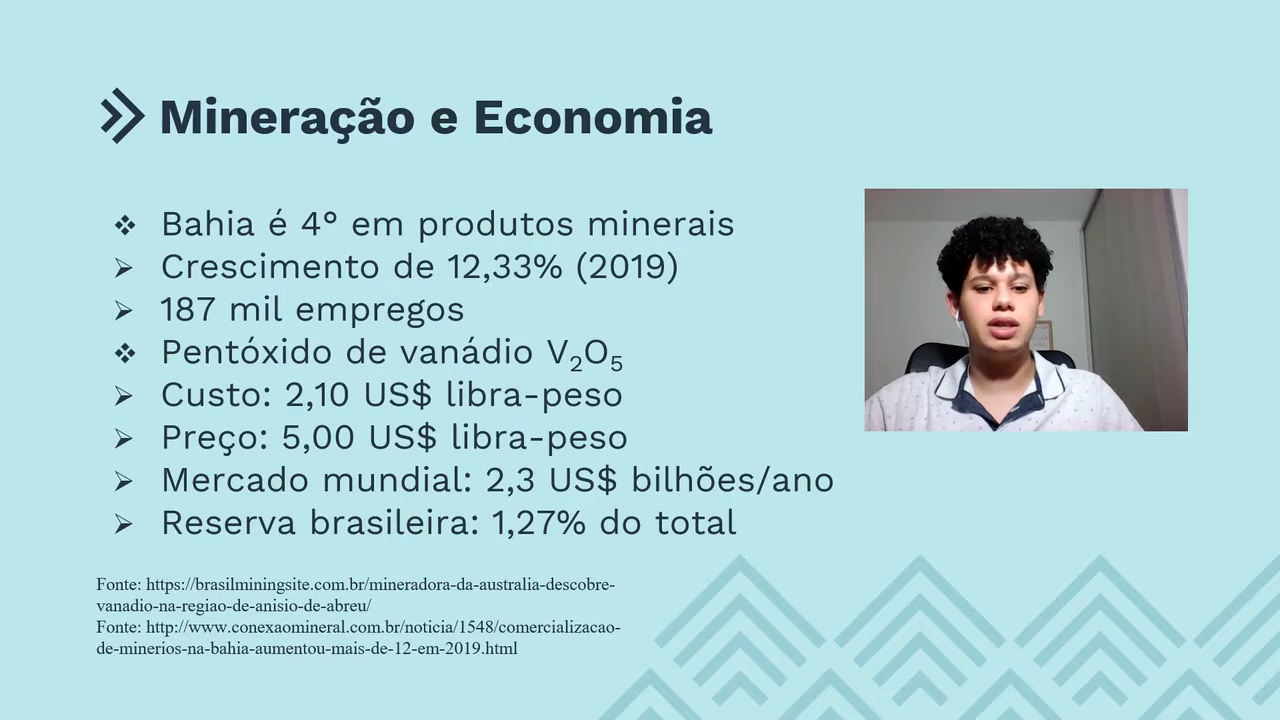 Mineração e Economia
❖ Bahia é 4° em produtos minerais
➢ Crescimento de 12,33% (2019)
➢ 187 mil empregos
❖ Pentóxido de vanádio V₂O₅
➢ Custo: 2,10 US$ libra-peso
➢ Preço: 5,00 US$ libra-peso
➢ Mercado mundial: 2,3 US$ bilhões/ano
➢ Reserva brasileira: 1,27% do total
Fonte: https://brasilminingsite.com.br/mineradora-da-australia-descobre-
vanadio-na-regiao-de-anisio-de-abreu/
Fonte: http://www.conexaomineral.com.br/noticia/1548/comercializacao-
de-minerios-na-bahia-aumentou-mais-de-12-em-2019.html